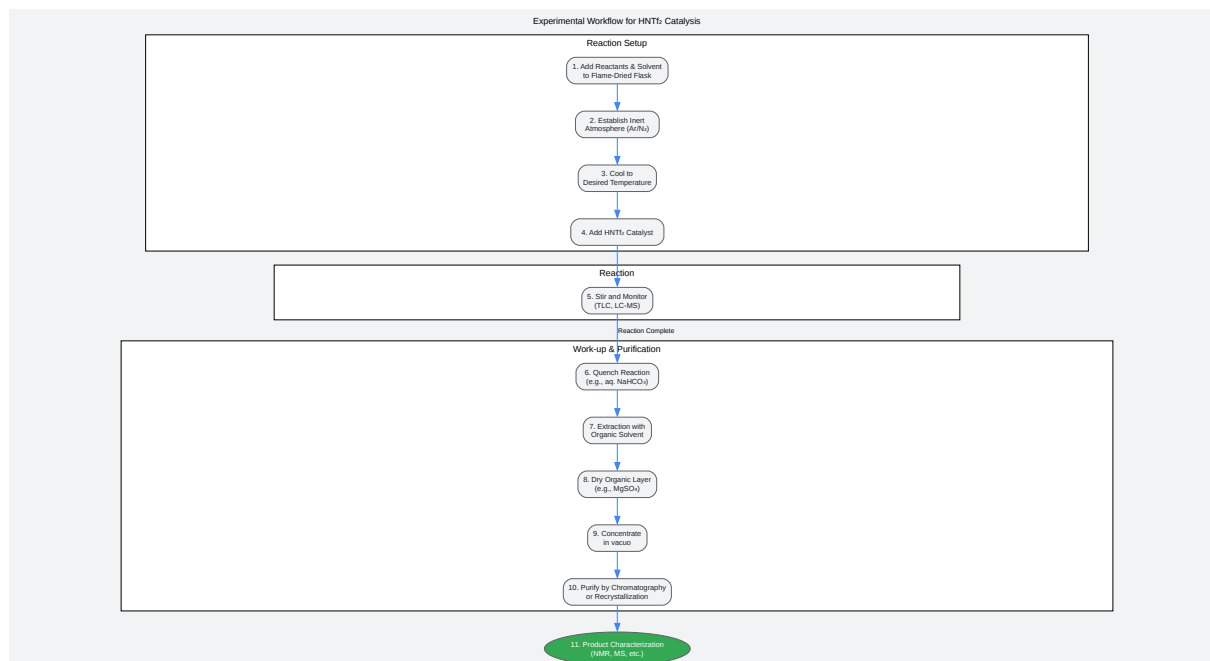 Experimental Workflow for HNTf₂ Catalysis
Reaction Setup
1. Add Reactants & Solvent
to Flame-Dried Flask
2. Establish Inert
Atmosphere (Ar/N₂)
3. Cool to
Desired Temperature
4. Add HNTf₂ Catalyst
Reaction
5. Stir and Monitor
(TLC, LC-MS)
Reaction Complete
Work-up & Purification
6. Quench Reaction
(e.g., aq. NaHCO₃)
7. Extraction with
Organic Solvent
8. Dry Organic Layer
(e.g., MgSO₄)
9. Concentrate
in vacuo
10. Purify by Chromatography
or Recrystallization
11. Product Characterization
(NMR, MS, etc.)